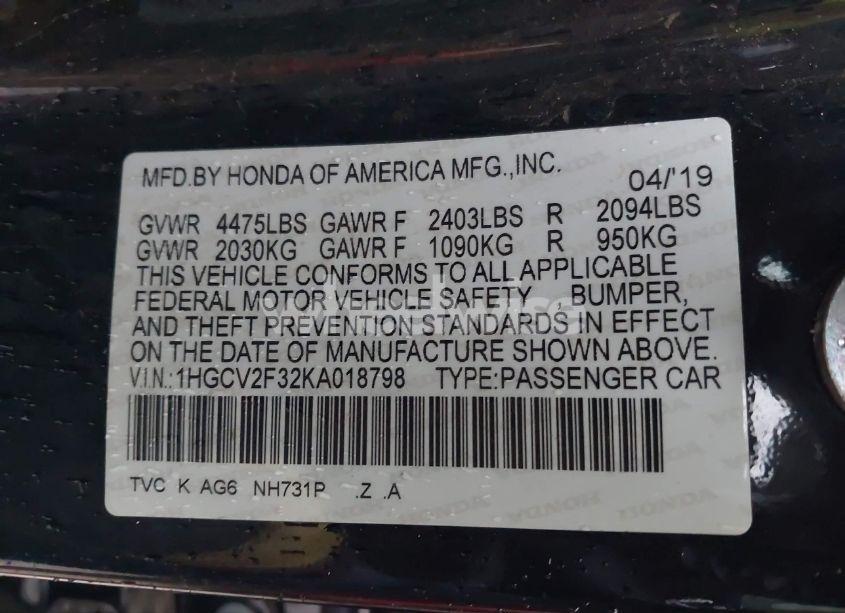 MFD.BY HONDA OF AMERICA MFG.,INC. 04/'19
GVWR 4475LBS GAWR F 2403LBS R 2094LBS
GVWR 2030KG GAWR F 1090KG R 950KG
THIS VEHICLE CONFORMS TO ALL APPLICABLE
FEDERAL MOTOR VEHICLE SAFETY , BUMPER,
AND THEFT PREVENTION STANDARDS IN EFFECT
ON THE DATE OF MANUFACTURE SHOWN ABOVE.
V.I.N.:1HGCV2F32KA018798 TYPE:PASSENGER CAR
TVC K AG6 NH731P .Z .A